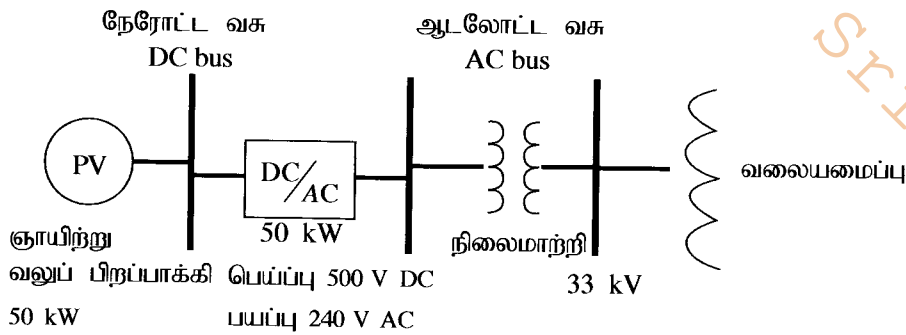 நேரோட்ட வசு
DC bus
ஆடலோட்ட வசு
AC bus
PV
DC/AC
50 kW
வலையமைப்பு
ஞாயிற்று
வலுப் பிறப்பாக்கி
50 kW
பெய்ப்பு 500 V DC
பயப்பு 240 V AC
நிலைமாற்றி
33 kV